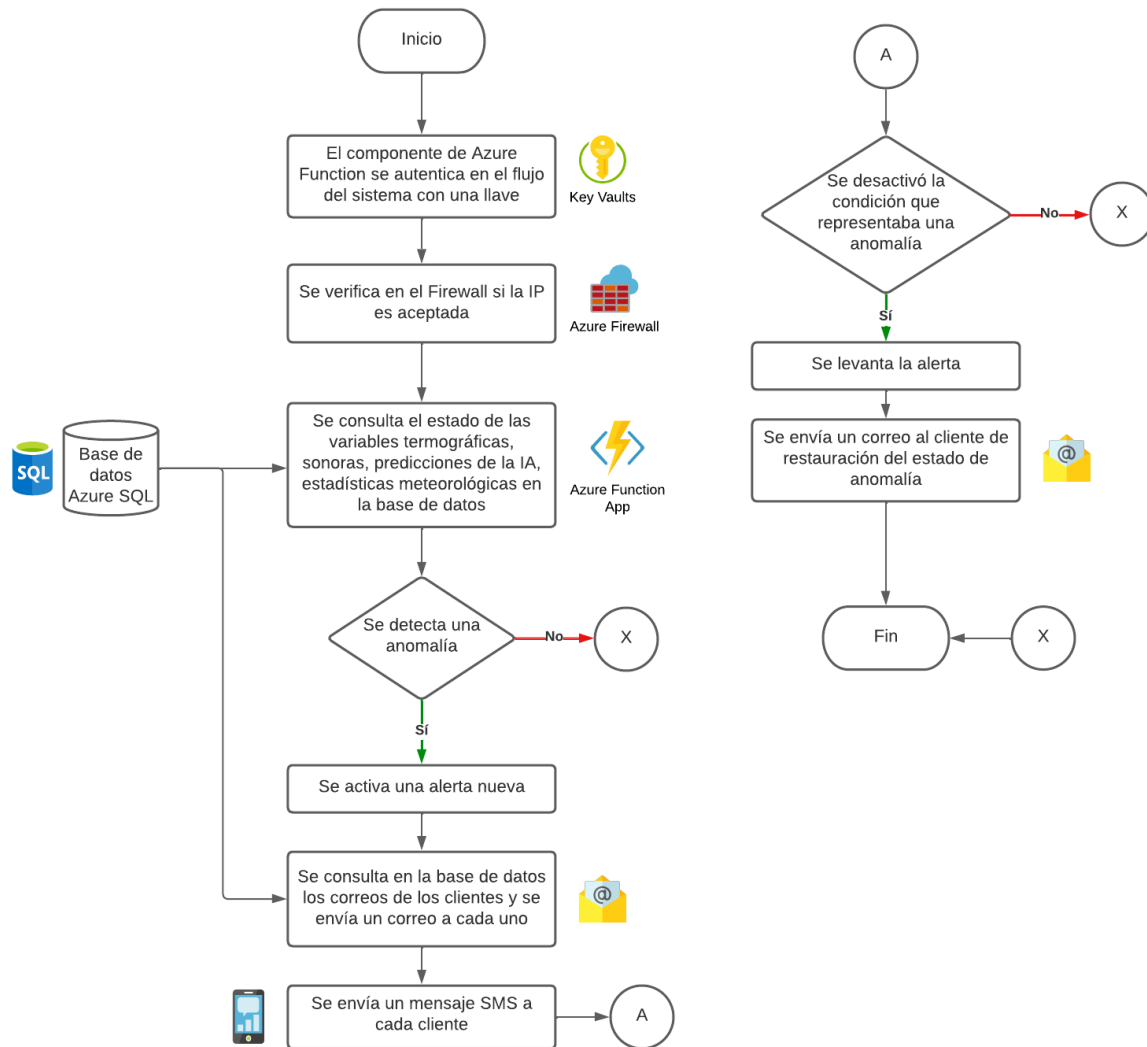 Inicio
El componente de Azure
Function se autentica en el flujo
del sistema con una llave
Key Vaults
Se verifica en el Firewall si la IP
es aceptada
Azure Firewall
SQL
Base de
datos
Azure SQL
Se consulta el estado de las
variables termográficas,
sonoras, predicciones de la IA,
estadísticas meteorológicas en
la base de datos
Azure Function
App
Se detecta una
anomalía
No
X
Sí
Se activa una alerta nueva
Se consulta en la base de datos
los correos de los clientes y se
envía un correo a cada uno
@
Se envía un mensaje SMS a
cada cliente
A
A
Se desactivó la
condición que
representaba una
anomalía
No
X
Sí
Se levanta la alerta
Se envía un correo al cliente de
restauración del estado de
anomalía
@
Fin
X